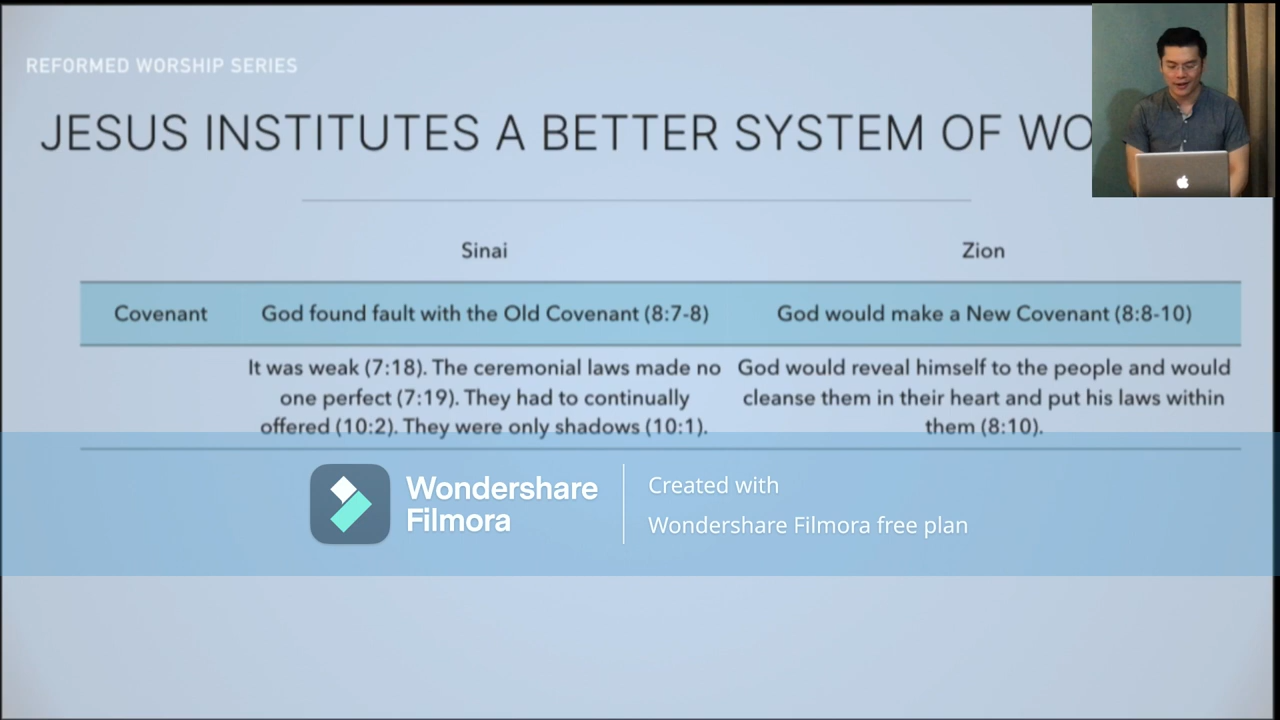 REFORMED WORSHIP SERIES
JESUS INSTITUTES A BETTER SYSTEM OF WO
Sinai Zion
Covenant God found fault with the Old Covenant (8:7-8) God would make a New Covenant (8:8-10)
It was weak (7:18). The ceremonial laws made no God would reveal himself to the people and would
one perfect (7:19). They had to continually cleanse them in their heart and put his laws within
offered (10:2). They were only shadows (10:1). them (8:10).
Wondershare
Filmora
Created with
Wondershare Filmora free plan